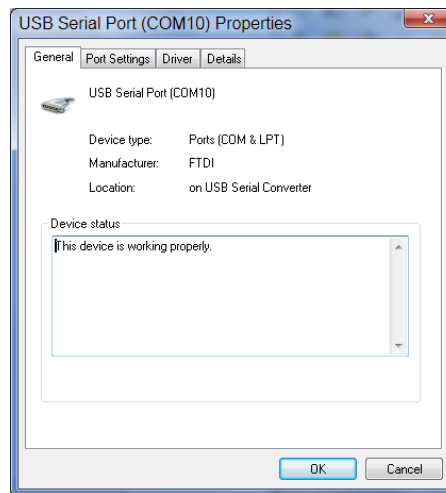 USB Serial Port (COM10) Properties
General Port Settings Driver Details
USB Serial Port (COM10)
Device type: Ports (COM & LPT)
Manufacturer: FTDI
Location: on USB Serial Converter
Device status
This device is working properly.
OK Cancel